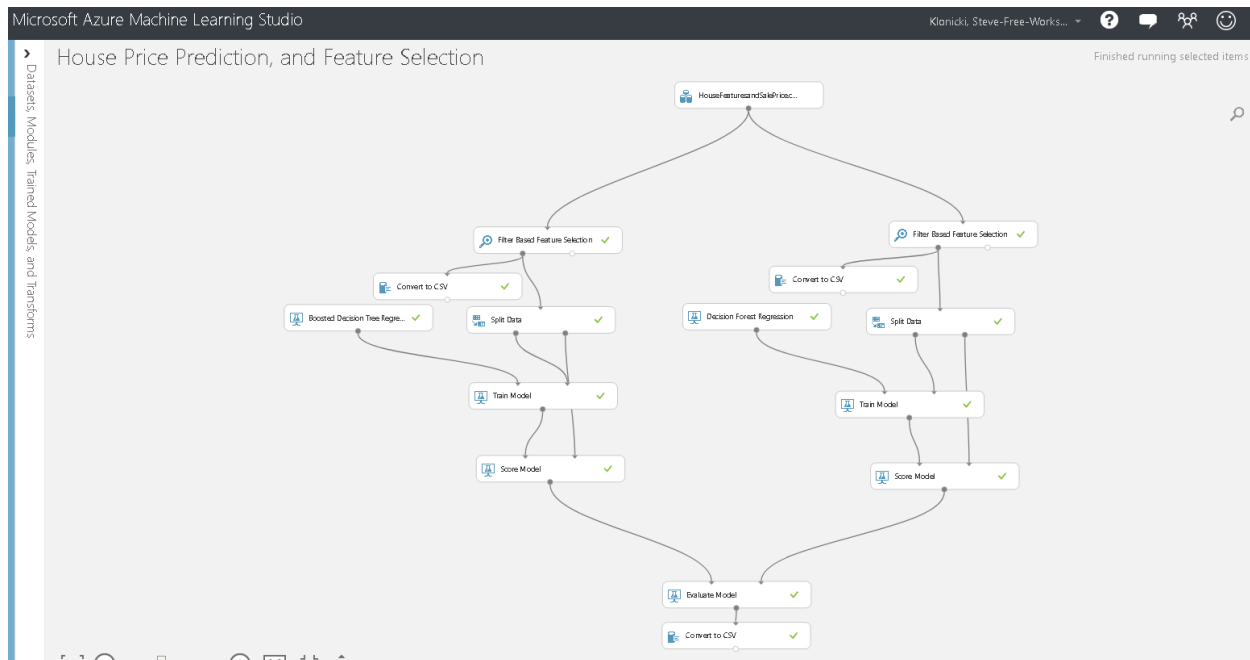 Microsoft Azure Machine Learning Studio
Klanicki, Steve-Free-Works...
House Price Prediction, and Feature Selection
Finished running selected items
Datasets, Modules, Trained Models, and Transforms
HouseFeaturesandSalePrice.c...
Filter Based Feature Selection
Filter Based Feature Selection
Convert to CSV
Convert to CSV
Boosted Decision Tree Regre...
Split Data
Decision Forest Regression
Split Data
Train Model
Train Model
Score Model
Score Model
Evaluate Model
Convert to CSV